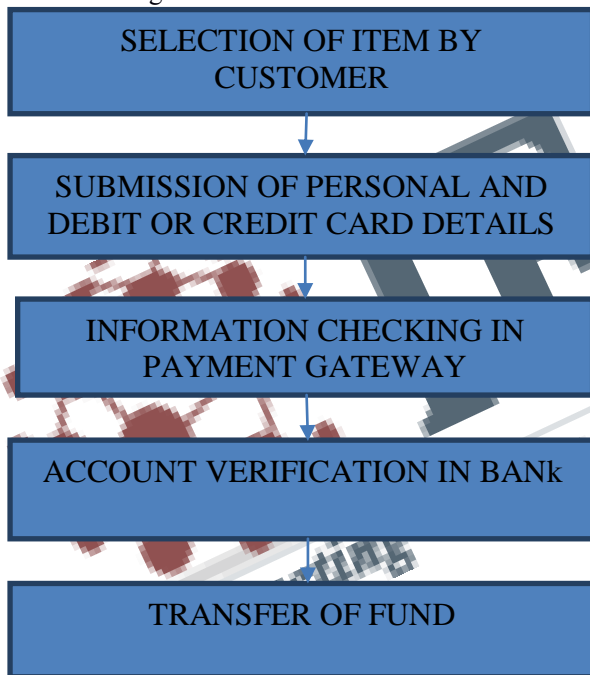 SELECTION OF ITEM BY
CUSTOMER
SUBMISSION OF PERSONAL AND
DEBIT OR CREDIT CARD DETAILS
INFORMATION CHECKING IN
PAYMENT GATEWAY
ACCOUNT VERIFICATION IN BANk
TRANSFER OF FUND